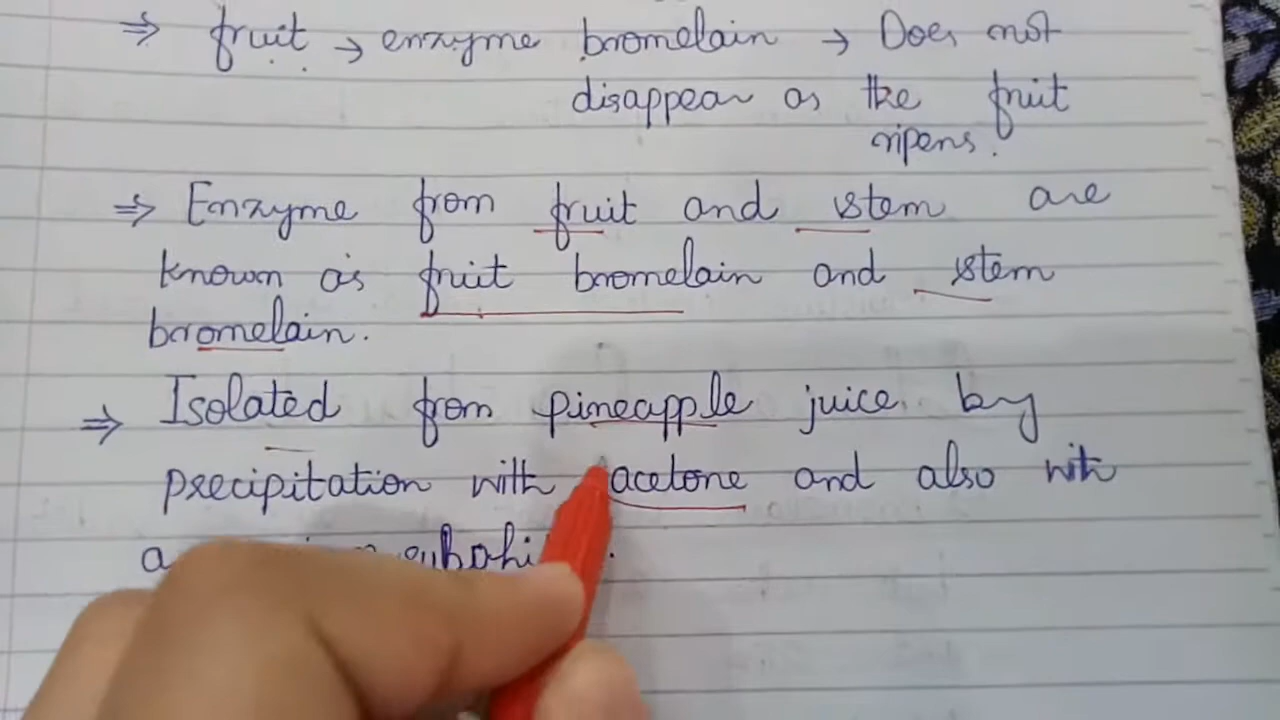 ⇒ fruit → enzyme bromelain → Does not
disappear as the fruit
ripens.
⇒ Enzyme from fruit and stem are
known as fruit bromelain and stem
bromelain.
⇒ Isolated from pineapple juice by
precipitation with acetone and also with